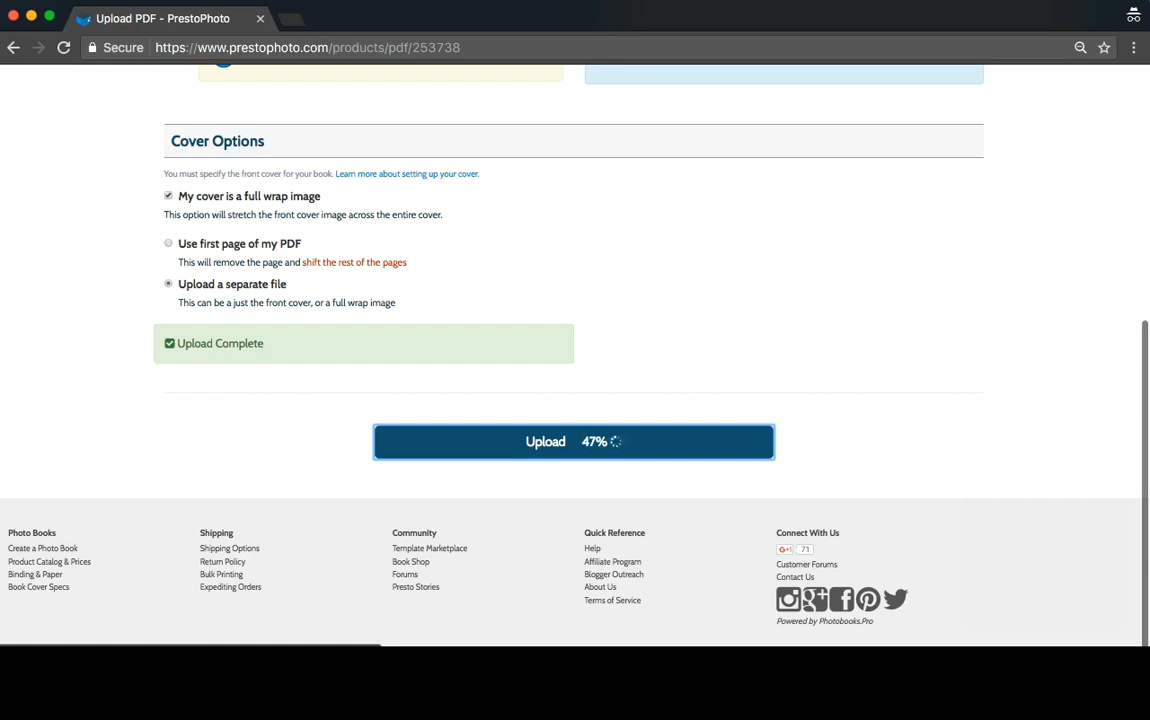 Upload PDF - PrestoPhoto
Secure https://www.prestophoto.com/products/pdf/253738
Cover Options
You must specify the front cover for your book. Learn more about setting up your cover.
My cover is a full wrap image
This option will stretch the front cover image across the entire cover.
Use first page of my PDF
This will remove the page and shift the rest of the pages
Upload a separate file
This can be a just the front cover, or a full wrap image
Upload Complete
Upload 47%
Photo Books
Create a Photo Book
Product Catalog & Prices
Binding & Paper
Book Cover Specs
Shipping
Shipping Options
Return Policy
Bulk Printing
Expediting Orders
Community
Template Marketplace
Book Shop
Forums
Presto Stories
Quick Reference
Help
Affiliate Program
Blogger Outreach
About Us
Terms of Service
Connect With Us
G+1 71
Customer Forums
Contact Us
Powered by Photobooks.Pro